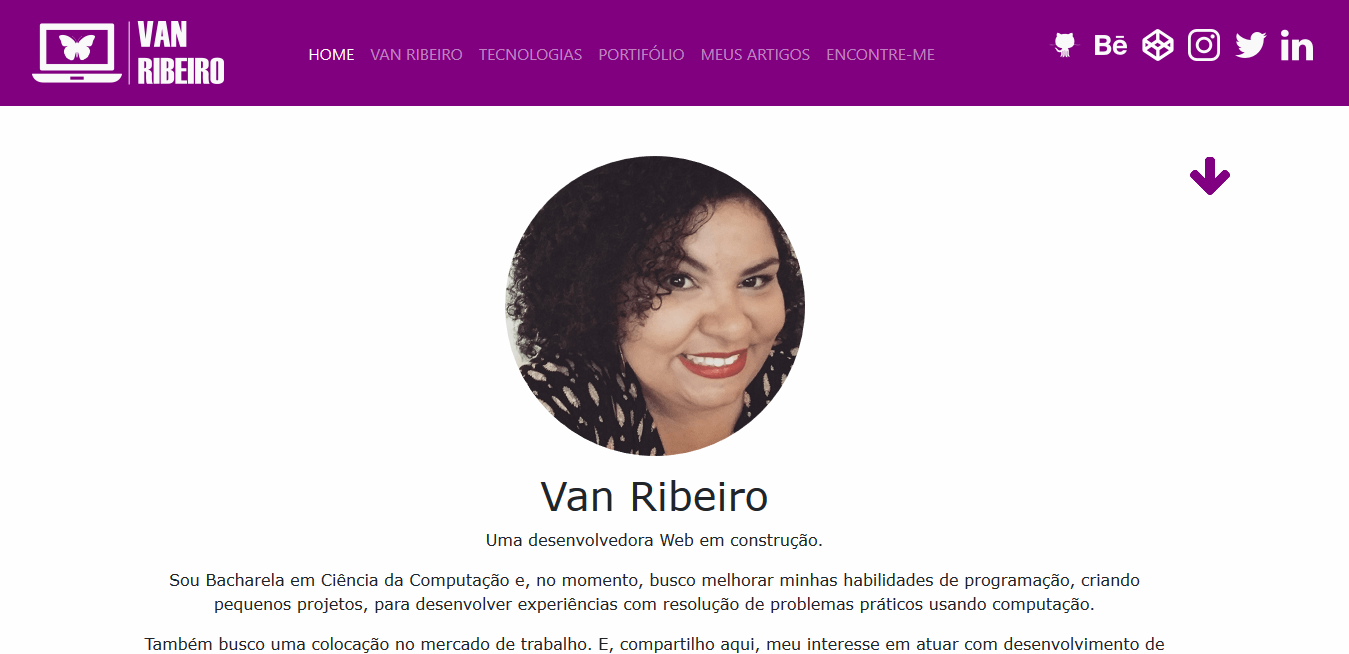 VAN
RIBEIRO
HOME VAN RIBEIRO TECNOLOGIAS PORTIFÓLIO MEUS ARTIGOS ENCONTRE-ME
Bē
in
Van Ribeiro
Uma desenvolvedora Web em construção.
Sou Bacharela em Ciência da Computação e, no momento, busco melhorar minhas habilidades de programação, criando
pequenos projetos, para desenvolver experiências com resolução de problemas práticos usando computação.
Também busco uma colocação no mercado de trabalho. E, compartilho aqui, meu interesse em atuar com desenvolvimento de